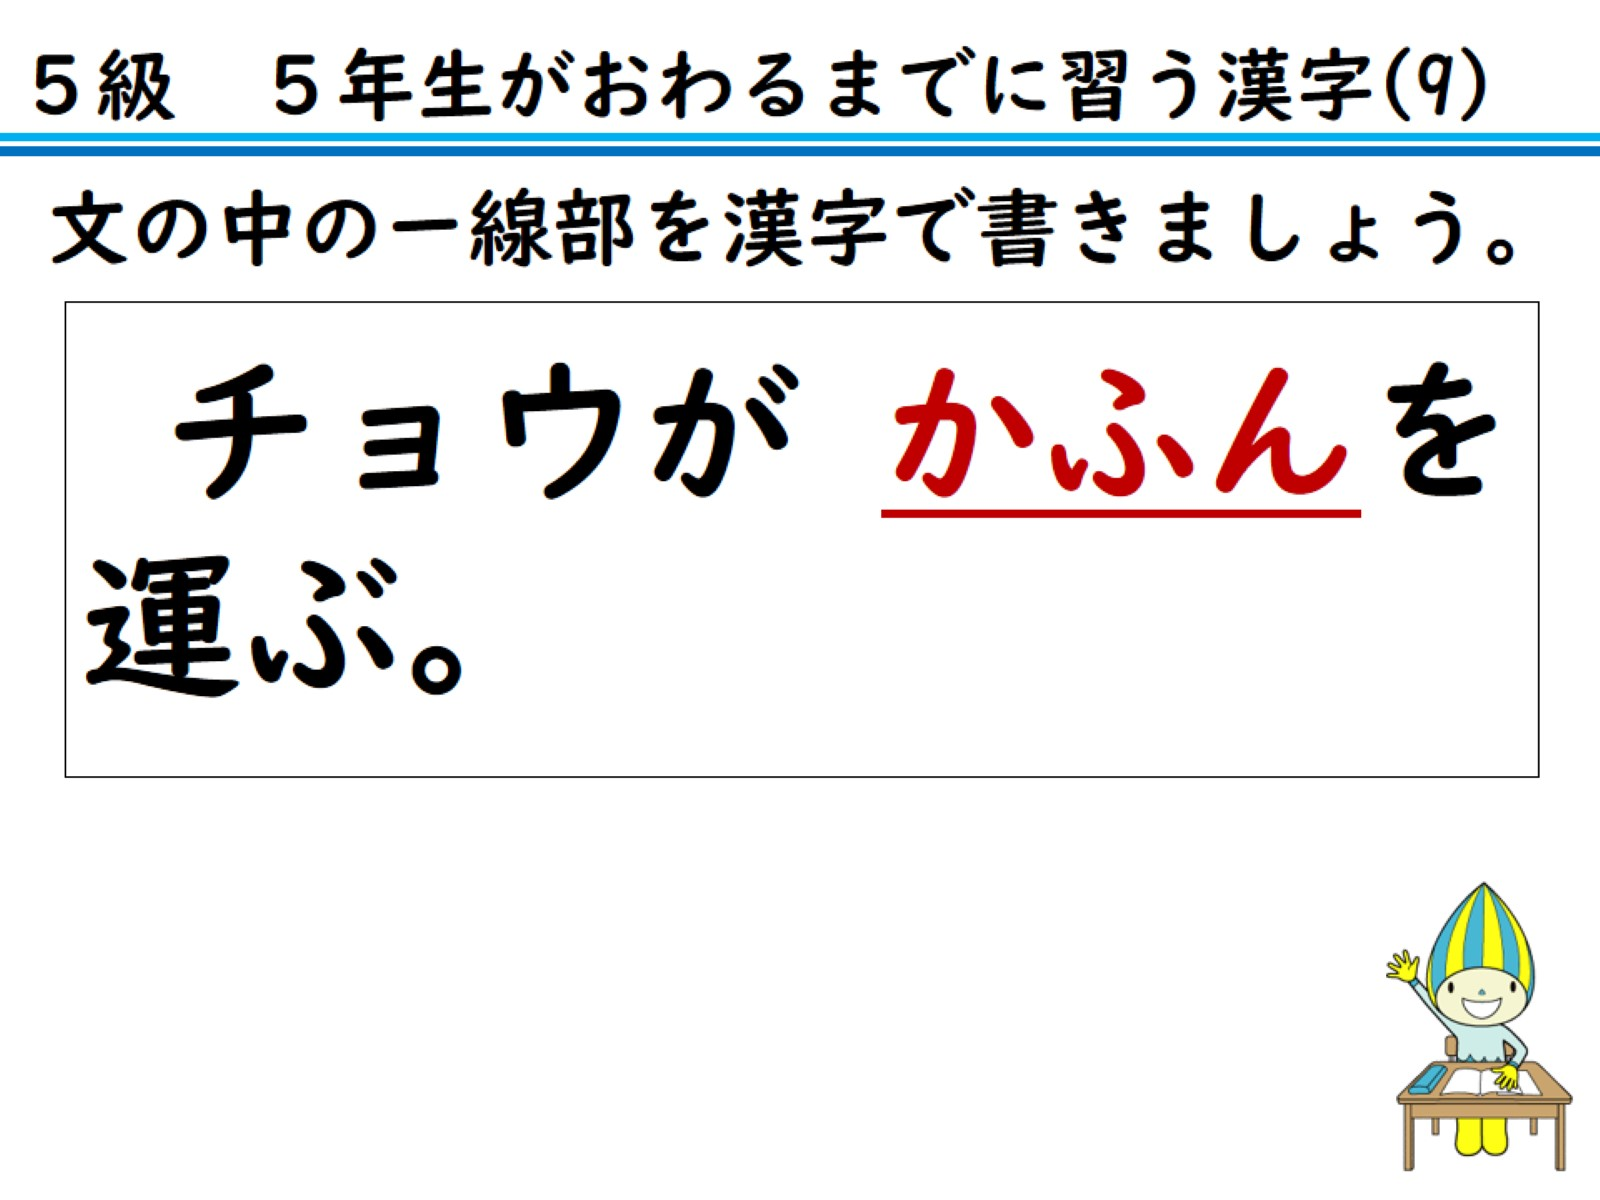 ５級　５年生がおわるまでに習う漢字(9)
文の中の一線部を漢字で書きましょう。
チョウが かふんを
運ぶ。